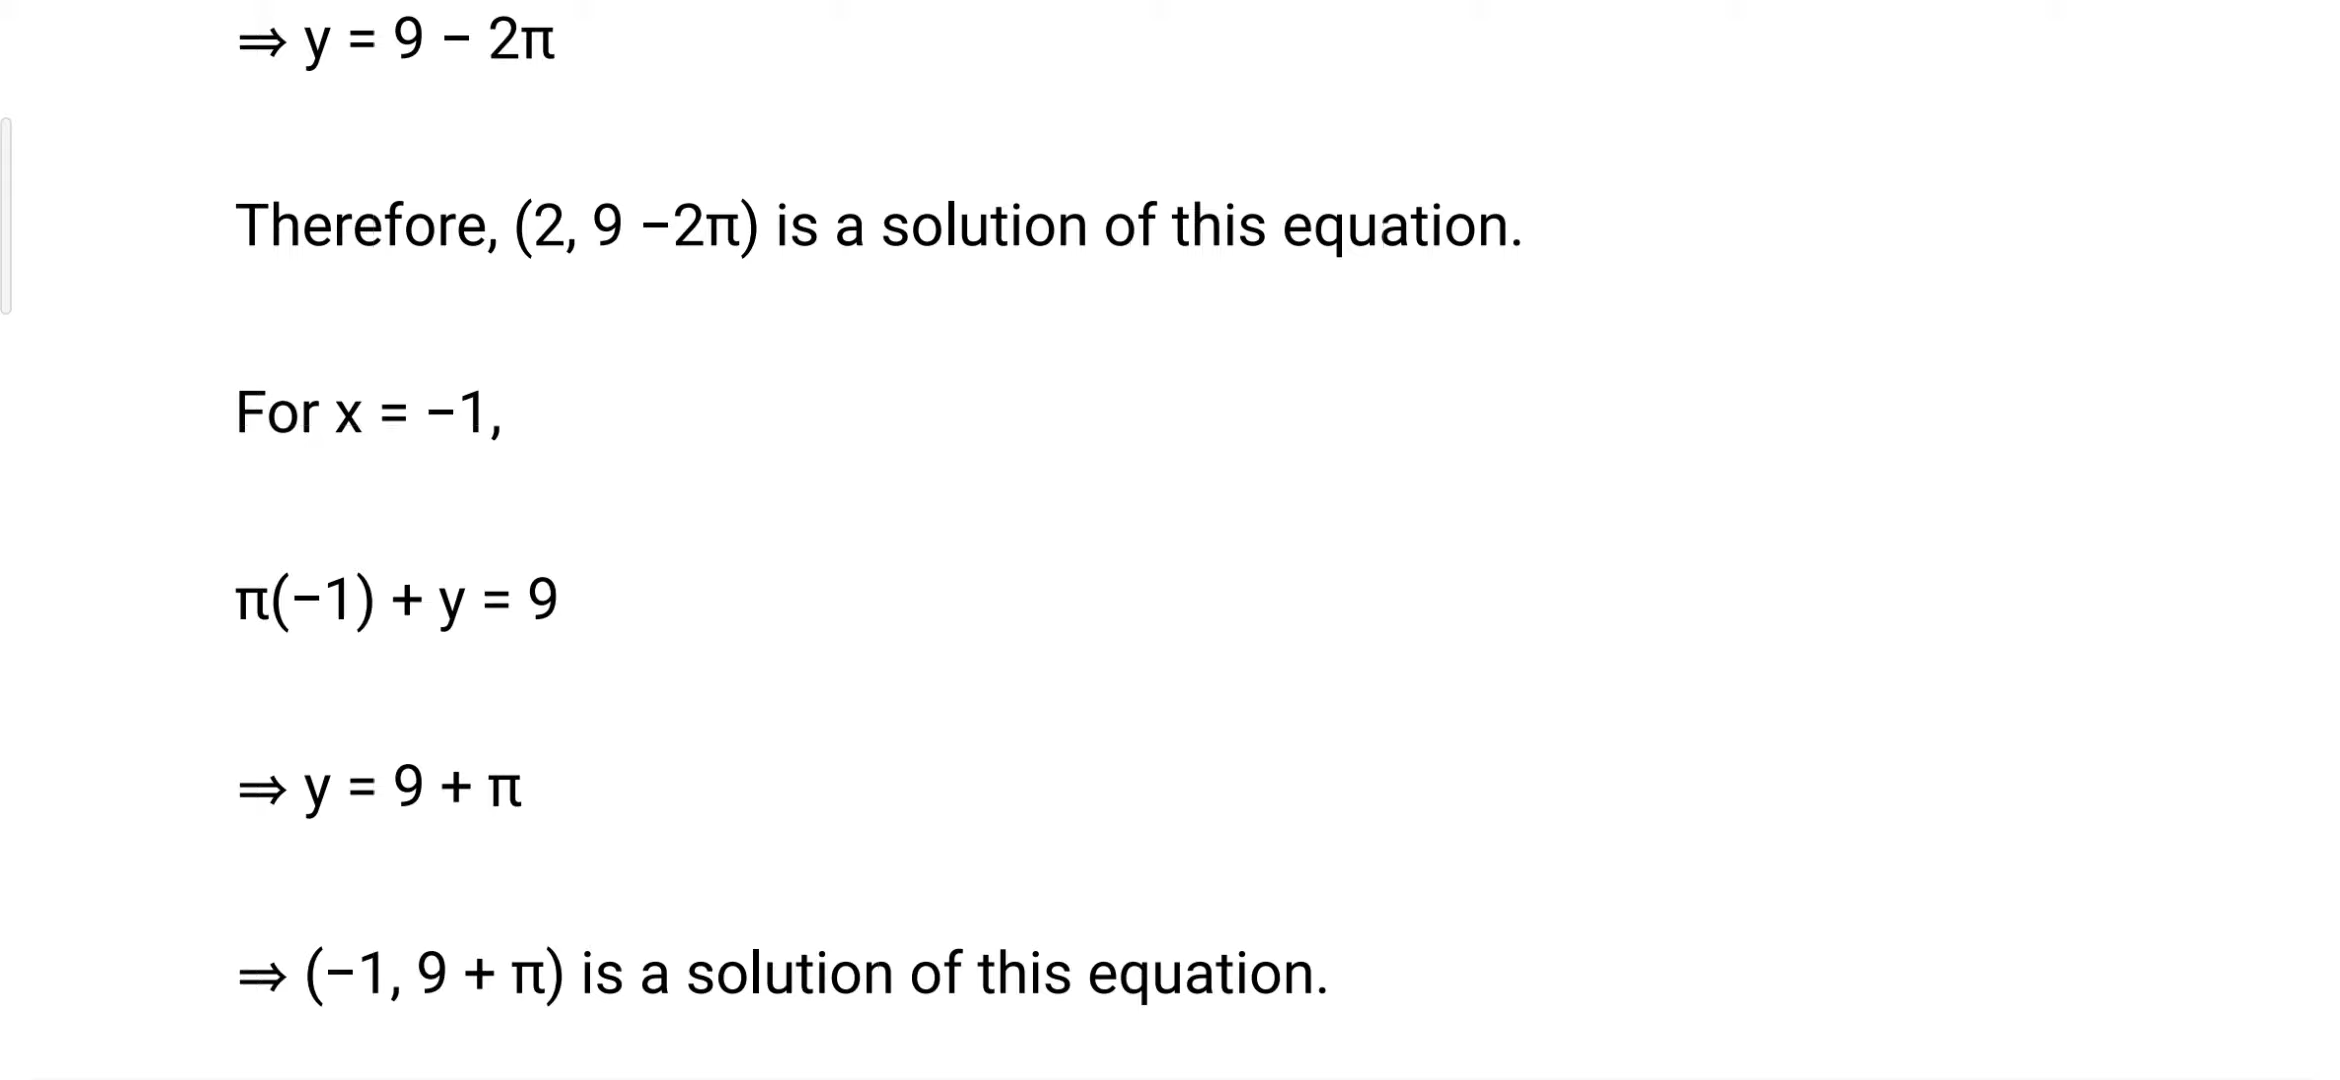 ⇒ y = 9 − 2π
Therefore, (2, 9 −2π) is a solution of this equation.
For x = −1,
π(−1) + y = 9
⇒ y = 9 + π
⇒ (−1, 9 + π) is a solution of this equation.